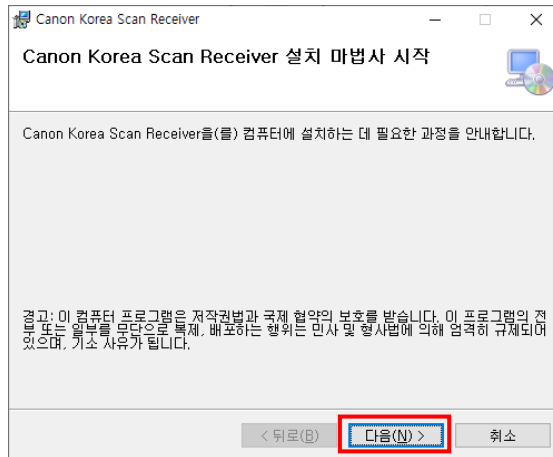 Canon Korea Scan Receiver
Canon Korea Scan Receiver 설치 마법사 시작
Canon Korea Scan Receiver을(를) 컴퓨터에 설치하는 데 필요한 과정을 안내합니다.
경고: 이 컴퓨터 프로그램은 저작권법과 국제 협약의 보호를 받습니다. 이 프로그램의 전
부 또는 일부를 무단으로 복제, 배포하는 행위는 민사 및 형사법에 의해 엄격히 규제되어
있으며, 기소 사유가 됩니다.
< 뒤로(B) 다음(N) > 취소